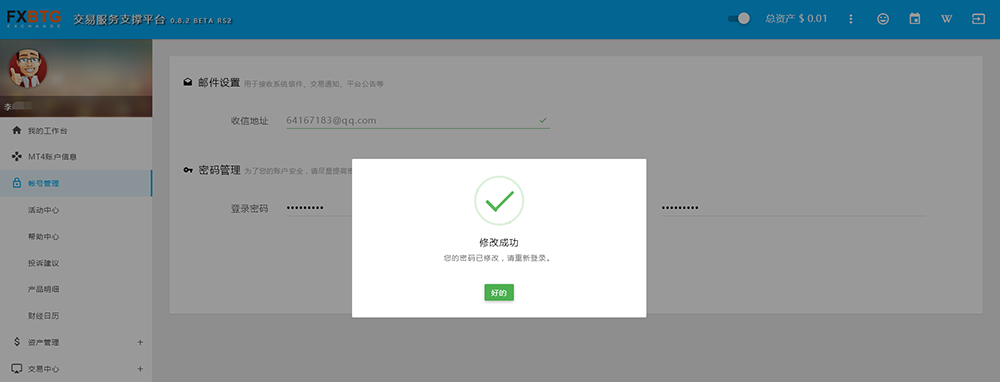 FXBTG
EXCHANGE
交易服务支撑平台 0.8.2 BETA RS2
总资产 $ 0.01
W
李
我的工作台
MT4账户信息
帐号管理
活动中心
帮助中心
投诉建议
产品明细
财经日历
$ 资产管理 +
交易中心 +
邮件设置 用于接收系统信件、交易通知、平台公告等
收信地址 64167183@qq.com
密码管理 为了您的账户安全，请尽量提高
登录密码 ••••••••• •••••••••
修改成功
您的密码已修改，请重新登录。
好的